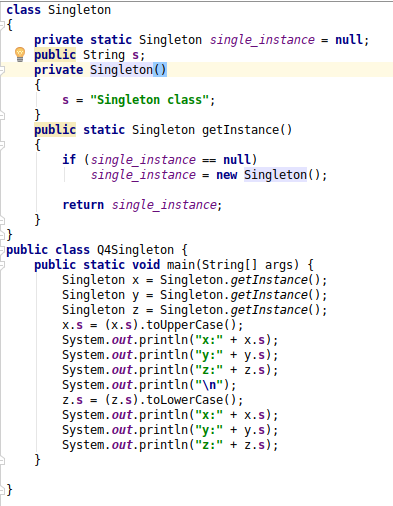 class Singleton
{
    private static Singleton single_instance = null;
    public String s;
    private Singleton()
    {
        s = "Singleton class";
    }
    public static Singleton getInstance()
    {
        if (single_instance == null)
            single_instance = new Singleton();
        return single_instance;
    }
}
public class Q4Singleton {
    public static void main(String[] args) {
        Singleton x = Singleton.getInstance();
        Singleton y = Singleton.getInstance();
        Singleton z = Singleton.getInstance();
        x.s = (x.s).toUpperCase();
        System.out.println("x:" + x.s);
        System.out.println("y:" + y.s);
        System.out.println("z:" + z.s);
        System.out.println("\n");
        z.s = (z.s).toLowerCase();
        System.out.println("x:" + x.s);
        System.out.println("y:" + y.s);
        System.out.println("z:" + z.s);
    }
}